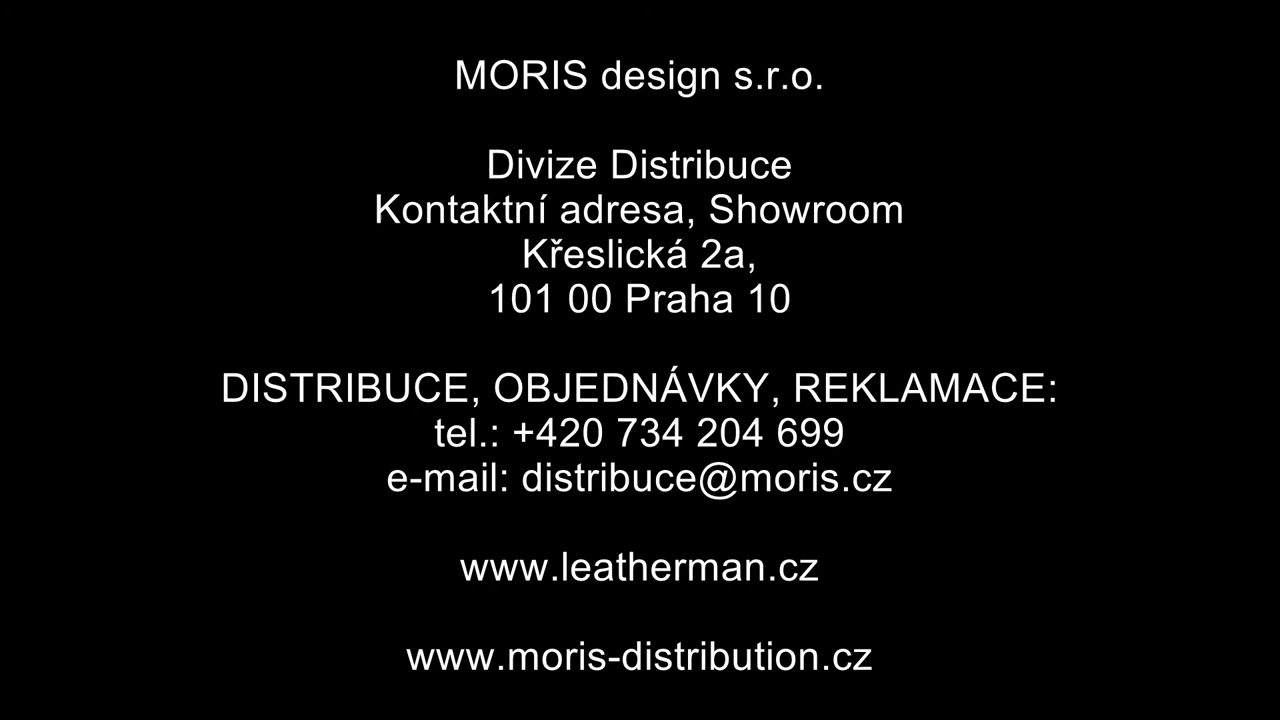 MORIS design s.r.o.
Divize Distribuce
Kontaktní adresa, Showroom
Křeslická 2a,
101 00 Praha 10
DISTRIBUCE, OBJEDNÁVKY, REKLAMACE:
tel.: +420 734 204 699
e-mail: distribuce@moris.cz
www.leatherman.cz
www.moris-distribution.cz